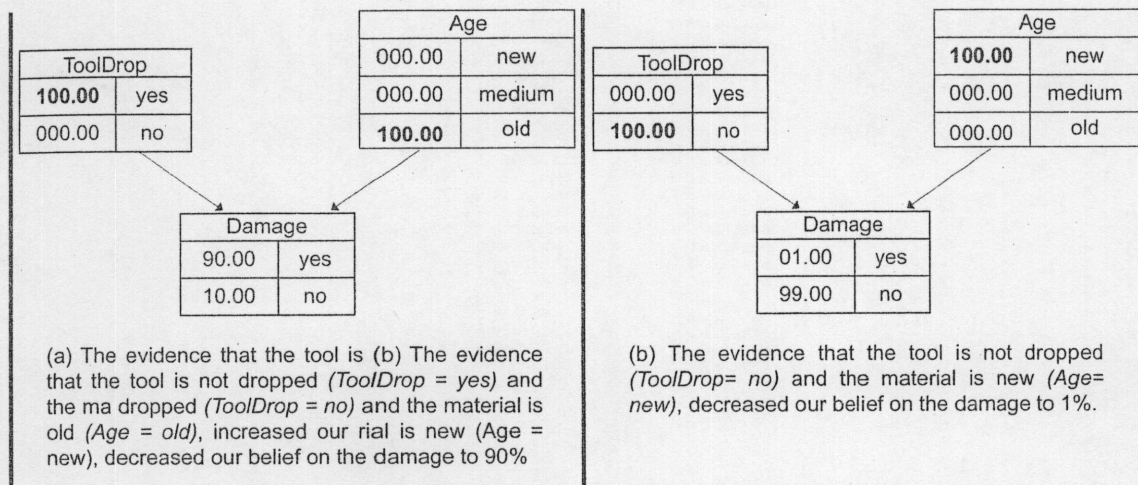 ToolDrop
100.00 yes
000.00 no
Age
000.00 new
000.00 medium
100.00 old
Damage
90.00 yes
10.00 no
(a) The evidence that the tool is (b) The evidence
that the tool is not dropped (ToolDrop = yes) and
the ma dropped (ToolDrop = no) and the material is
old (Age = old), increased our rial is new (Age =
new), decreased our belief on the damage to 90%
ToolDrop
000.00 yes
100.00 no
Age
100.00 new
000.00 medium
000.00 old
Damage
01.00 yes
99.00 no
(b) The evidence that the tool is not dropped
(ToolDrop= no) and the material is new (Age=
new), decreased our belief on the damage to 1%.